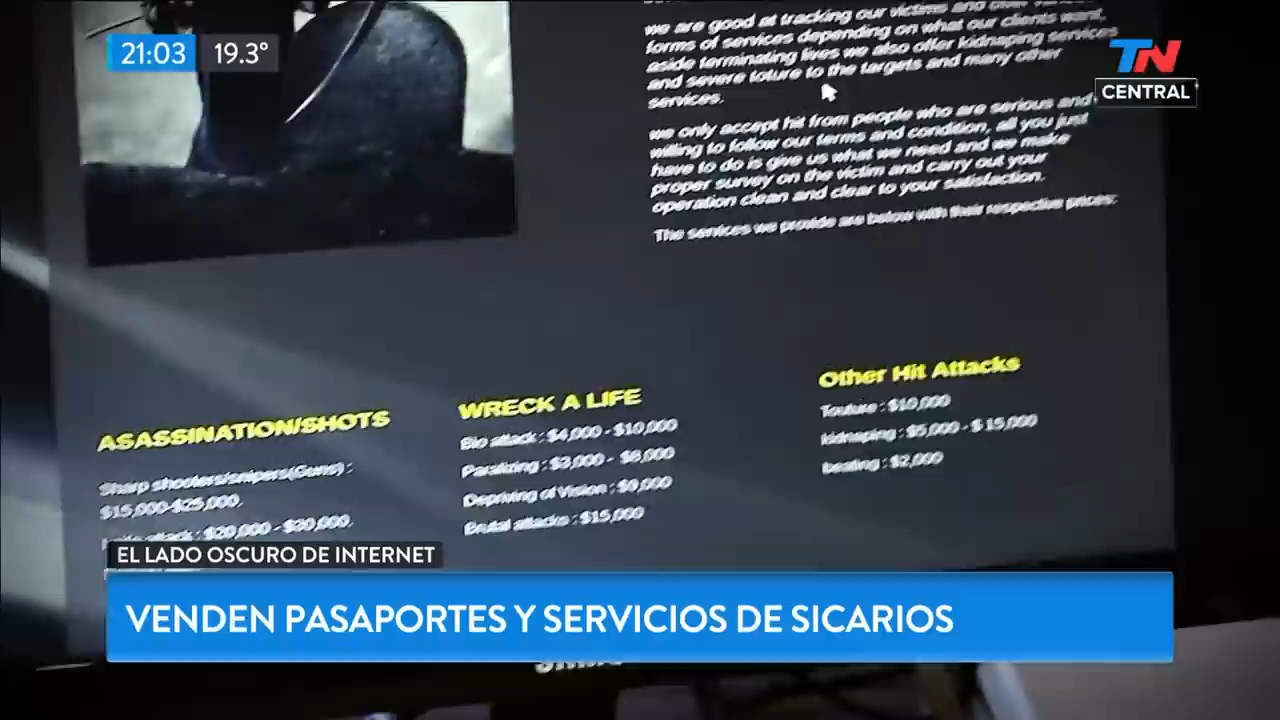 21:03 19.3°
TN
CENTRAL
we are good at tracking our victims and offer
forms of services depending on what our clients want,
aside terminating lives we also offer kidnaping services
and severe toture to the targets and many other
services.
we only accept hit from people who are serious and
willing to follow our terms and condition, all you just
have to do is give us what we need and we make
proper survey on the victim and carry out your
operation clean and clear to your satisfaction.
The services we provide are below with their respective prices:
ASASSINATION/SHOTS
Sharp shooters/snipers(Guns) :
$15,000-$25,000.
attack : $20,000 - $30,000.
WRECK A LIFE
Bio attack : $4,000 - $10,000
Paralizing : $3,000 - $6,000
Depriving of Vision : $9,000
Brutal attacks : $15,000
Other Hit Attacks
Touture : $10,000
kidnaping : $5,000 - $ 15,000
beating : $2,000
EL LADO OSCURO DE INTERNET
VENDEN PASAPORTES Y SERVICIOS DE SICARIOS